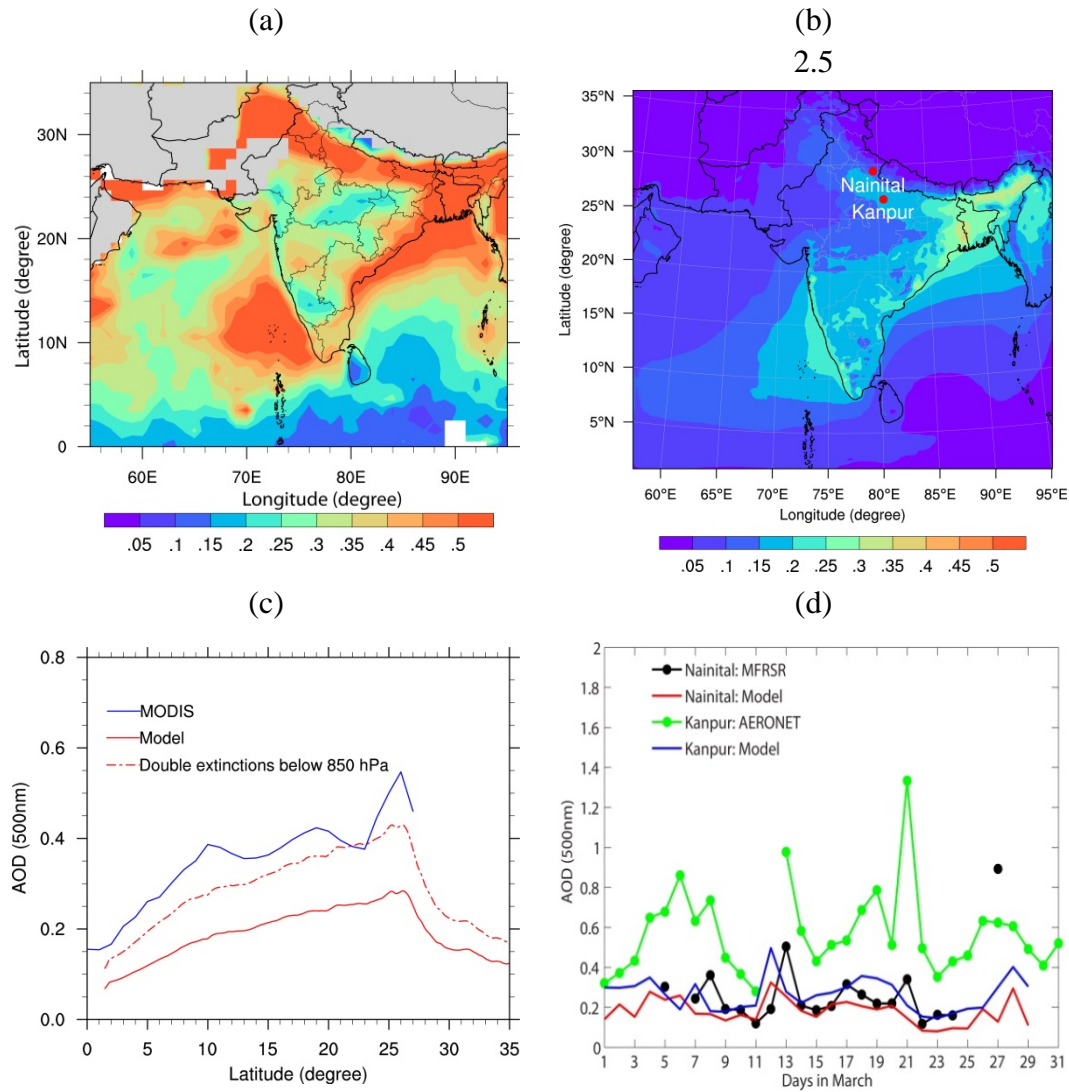 (a)
Latitude (degree)
30N
20N
10N
0
60E 70E 80E 90E
Longitude (degree)
.05 .1 .15 .2 .25 .3 .35 .4 .45 .5
(b)
2.5
Latitude (degree)
35°N
30°N
25°N
20°N
15°N
10°N
5°N
Nainital
Kanpur
60°E 65°E 70°E 75°E 80°E 85°E 90°E 95°E
Longitude (degree)
.05 .1 .15 .2 .25 .3 .35 .4 .45 .5
(c)
AOD (500nm)
0.8
0.6
0.4
0.2
0.0
MODIS
Model
Double extinctions below 850 hPa
0 5 10 15 20 25 30 35
Latitude (degree)
(d)
AOD (500nm)
2
1.8
1.6
1.4
1.2
1
0.8
0.6
0.4
0.2
0
Nainital: MFRSR
Nainital: Model
Kanpur: AERONET
Kanpur: Model
1 3 5 7 9 11 13 15 17 19 21 23 25 27 29 31
Days in March